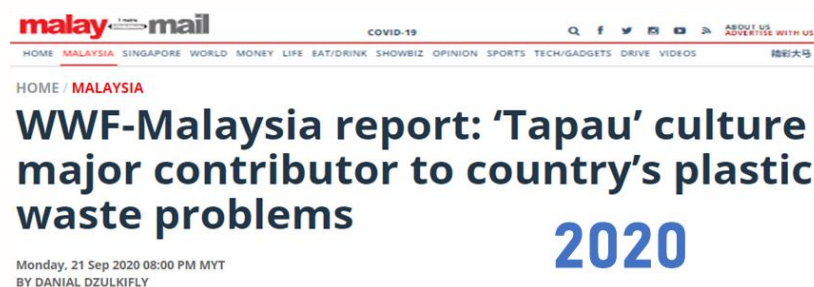 malay mail
COVID-19
ABOUT US
ADVERTISE WITH US
HOME MALAYSIA SINGAPORE WORLD MONEY LIFE EAT/DRINK SHOWBIZ OPINION SPORTS TECH/GADGETS DRIVE VIDEOS 精彩大马
HOME / MALAYSIA
WWF-Malaysia report: ‘Tapau’ culture
major contributor to country’s plastic
waste problems
2020
Monday, 21 Sep 2020 08:00 PM MYT
BY DANIAL DZULKIFLY